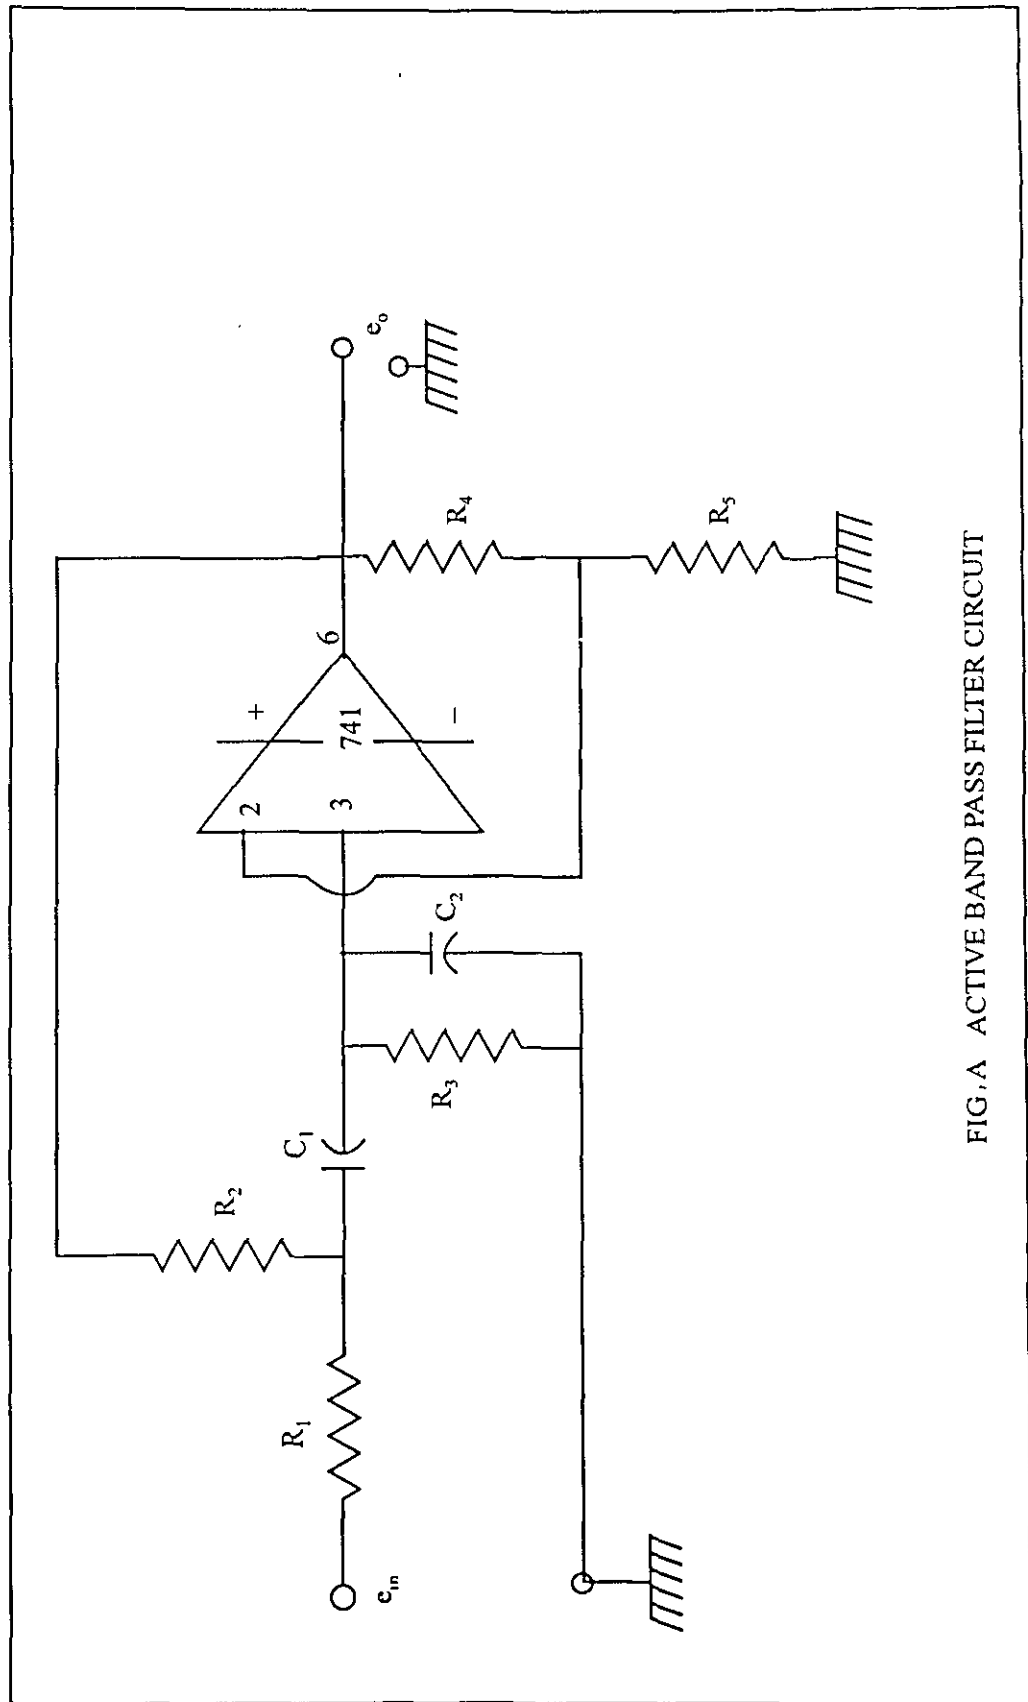 R₂
C₁
R₁
eᵢₙ
R₃
C₂
2
3
+
741
−
6
R₄
R₅
eₒ
FIG. A ACTIVE BAND PASS FILTER CIRCUIT